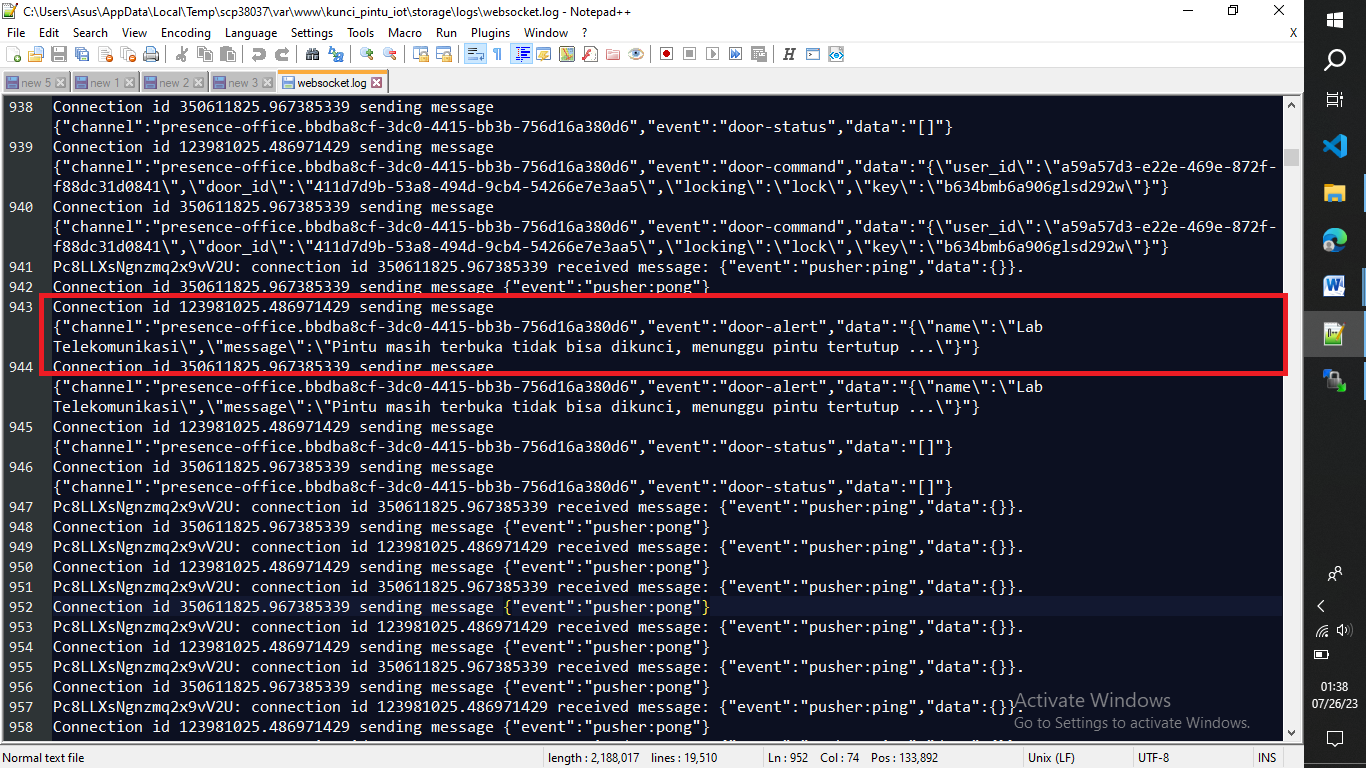 C:\Users\Asus\AppData\Local\Temp\scp38037\var\www\kunci_pintu_iot\storage\logs\websocket.log - Notepad++
File Edit Search View Encoding Language Settings Tools Macro Run Plugins Window ? X
new 5 new 1 new 2 new 3 websocket.log
938 Connection id 350611825.967385339 sending message
{"channel":"presence-office.bbdba8cf-3dc0-4415-bb3b-756d16a380d6","event":"door-status","data":"[]"}
939 Connection id 123981025.486971429 sending message
{"channel":"presence-office.bbdba8cf-3dc0-4415-bb3b-756d16a380d6","event":"door-command","data":"{\"user_id\":\"a59a57d3-e22e-469e-872f-
f88dc31d0841\",\"door_id\":\"411d7d9b-53a8-494d-9cb4-54266e7e3aa5\",\"locking\":\"lock\",\"key\":\"b634bmb6a906glsd292w\"}"}
940 Connection id 350611825.967385339 sending message
{"channel":"presence-office.bbdba8cf-3dc0-4415-bb3b-756d16a380d6","event":"door-command","data":"{\"user_id\":\"a59a57d3-e22e-469e-872f-
f88dc31d0841\",\"door_id\":\"411d7d9b-53a8-494d-9cb4-54266e7e3aa5\",\"locking\":\"lock\",\"key\":\"b634bmb6a906glsd292w\"}"}
941 Pc8LLXsNgnzmq2x9vV2U: connection id 350611825.967385339 received message: {"event":"pusher:ping","data":{}}.
942 Connection id 350611825.967385339 sending message {"event":"pusher:pong"}
943 Connection id 123981025.486971429 sending message
{"channel":"presence-office.bbdba8cf-3dc0-4415-bb3b-756d16a380d6","event":"door-alert","data":"{\"name\":\"Lab
Telekomunikasi\",\"message\":\"Pintu masih terbuka tidak bisa dikunci, menunggu pintu tertutup ...\"}"}
944 Connection id 350611825.967385339 sending message
{"channel":"presence-office.bbdba8cf-3dc0-4415-bb3b-756d16a380d6","event":"door-alert","data":"{\"name\":\"Lab
Telekomunikasi\",\"message\":\"Pintu masih terbuka tidak bisa dikunci, menunggu pintu tertutup ...\"}"}
945 Connection id 123981025.486971429 sending message
{"channel":"presence-office.bbdba8cf-3dc0-4415-bb3b-756d16a380d6","event":"door-status","data":"[]"}
946 Connection id 350611825.967385339 sending message
{"channel":"presence-office.bbdba8cf-3dc0-4415-bb3b-756d16a380d6","event":"door-status","data":"[]"}
947 Pc8LLXsNgnzmq2x9vV2U: connection id 350611825.967385339 received message: {"event":"pusher:ping","data":{}}.
948 Connection id 350611825.967385339 sending message {"event":"pusher:pong"}
949 Pc8LLXsNgnzmq2x9vV2U: connection id 123981025.486971429 received message: {"event":"pusher:ping","data":{}}.
950 Connection id 123981025.486971429 sending message {"event":"pusher:pong"}
951 Pc8LLXsNgnzmq2x9vV2U: connection id 350611825.967385339 received message: {"event":"pusher:ping","data":{}}.
952 Connection id 350611825.967385339 sending message {"event":"pusher:pong"}
953 Pc8LLXsNgnzmq2x9vV2U: connection id 123981025.486971429 received message: {"event":"pusher:ping","data":{}}.
954 Connection id 123981025.486971429 sending message {"event":"pusher:pong"}
955 Pc8LLXsNgnzmq2x9vV2U: connection id 350611825.967385339 received message: {"event":"pusher:ping","data":{}}.
956 Connection id 350611825.967385339 sending message {"event":"pusher:pong"}
957 Pc8LLXsNgnzmq2x9vV2U: connection id 123981025.486971429 received message: {"event":"pusher:ping","data":{}}.
958 Connection id 123981025.486971429 sending message {"event":"pusher:pong"}
Activate Windows
Go to Settings to activate Windows.
01:38
07/26/23
Normal text file length : 2,188,017 lines : 19,510 Ln : 952 Col : 74 Pos : 133,892 Unix (LF) UTF-8 INS